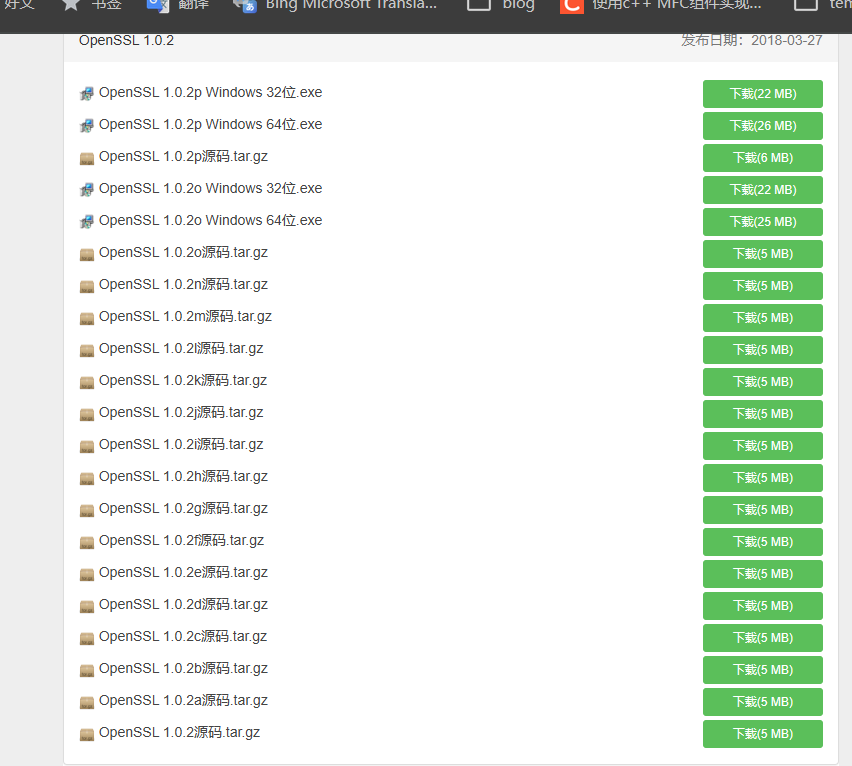 好文 书签 翻译 Bing Microsoft Transla... blog 使用c++ MFC组件实现... tem
OpenSSL 1.0.2 发布日期：2018-03-27
OpenSSL 1.0.2p Windows 32位.exe 下载(22 MB)
OpenSSL 1.0.2p Windows 64位.exe 下载(26 MB)
OpenSSL 1.0.2p源码.tar.gz 下载(6 MB)
OpenSSL 1.0.2o Windows 32位.exe 下载(22 MB)
OpenSSL 1.0.2o Windows 64位.exe 下载(25 MB)
OpenSSL 1.0.2o源码.tar.gz 下载(5 MB)
OpenSSL 1.0.2n源码.tar.gz 下载(5 MB)
OpenSSL 1.0.2m源码.tar.gz 下载(5 MB)
OpenSSL 1.0.2l源码.tar.gz 下载(5 MB)
OpenSSL 1.0.2k源码.tar.gz 下载(5 MB)
OpenSSL 1.0.2j源码.tar.gz 下载(5 MB)
OpenSSL 1.0.2i源码.tar.gz 下载(5 MB)
OpenSSL 1.0.2h源码.tar.gz 下载(5 MB)
OpenSSL 1.0.2g源码.tar.gz 下载(5 MB)
OpenSSL 1.0.2f源码.tar.gz 下载(5 MB)
OpenSSL 1.0.2e源码.tar.gz 下载(5 MB)
OpenSSL 1.0.2d源码.tar.gz 下载(5 MB)
OpenSSL 1.0.2c源码.tar.gz 下载(5 MB)
OpenSSL 1.0.2b源码.tar.gz 下载(5 MB)
OpenSSL 1.0.2a源码.tar.gz 下载(5 MB)
OpenSSL 1.0.2源码.tar.gz 下载(5 MB)